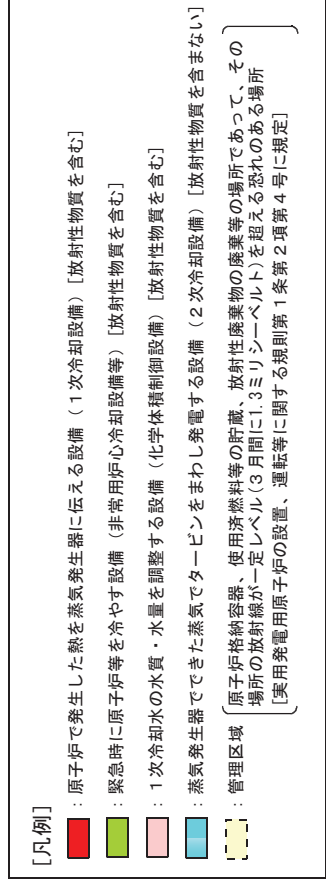 [凡例]
：原子炉で発生した熱を蒸気発生器に伝える設備（１次冷却設備）[放射性物質を含む]
：緊急時に原子炉等を冷やす設備（非常用炉心冷却設備等）[放射性物質を含む]
：１次冷却水の水質・水量を調整する設備（化学体積制御設備）[放射性物質を含む]
：蒸気発生器でできた蒸気でタービンをまわし発電する設備（２次冷却設備）[放射性物質を含まない]
：管理区域
原子炉格納容器、使用済燃料等の貯蔵、放射性廃棄物の廃棄等の場所であって、その
場所の放射線が一定レベル(３月間に1.3ミリシーベルト)を超える恐れのある場所
[実用発電用原子炉の設置、運転等に関する規則第１条第２項第４号に規定]